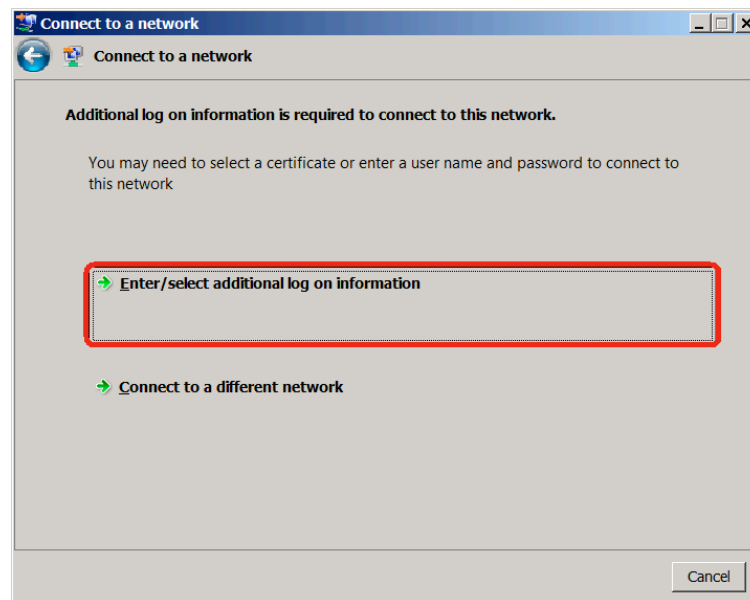 Connect to a network
Connect to a network
Additional log on information is required to connect to this network.
You may need to select a certificate or enter a user name and password to connect to
this network
Enter/select additional log on information
Connect to a different network
Cancel